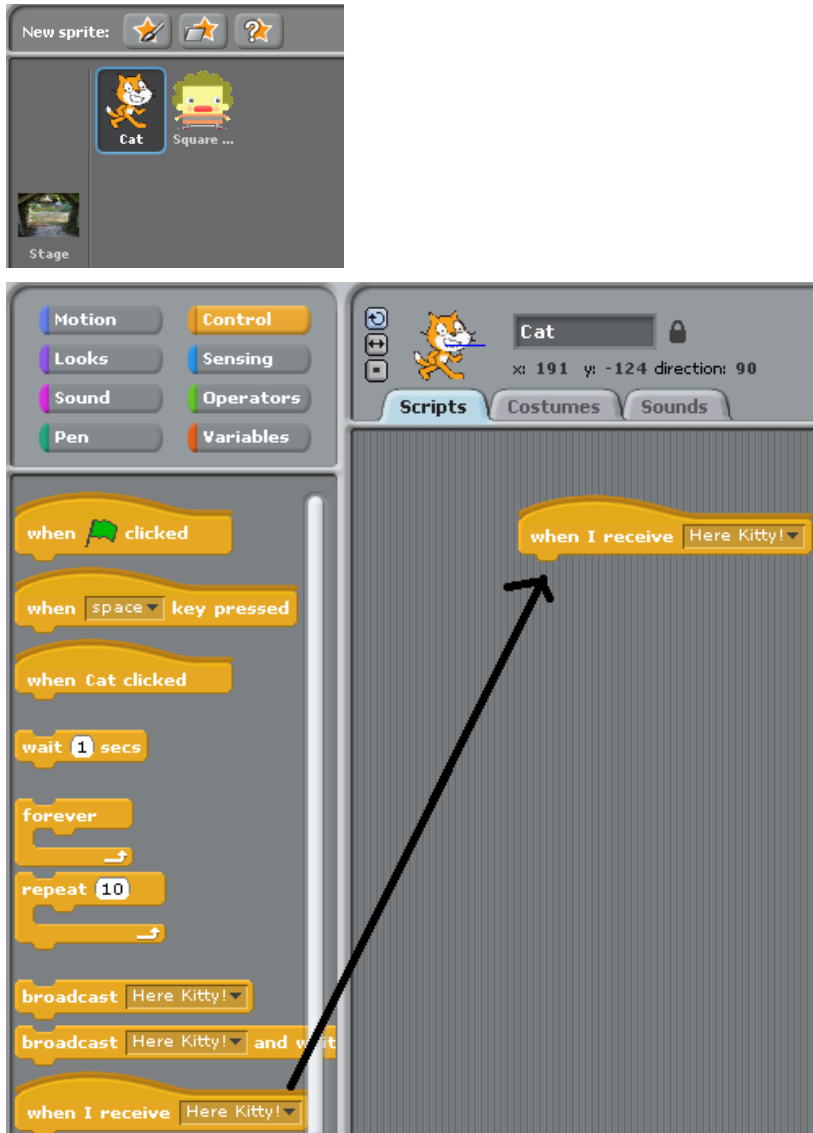 New sprite:
Cat
Square ...
Stage
Motion
Control
Looks
Sensing
Sound
Operators
Pen
Variables
Cat
x: 191 y: -124 direction: 90
Scripts
Costumes
Sounds
when clicked
when space key pressed
when Cat clicked
wait 1 secs
forever
repeat 10
broadcast Here Kitty!
broadcast Here Kitty! and wait
when I receive Here Kitty!
when I receive Here Kitty!